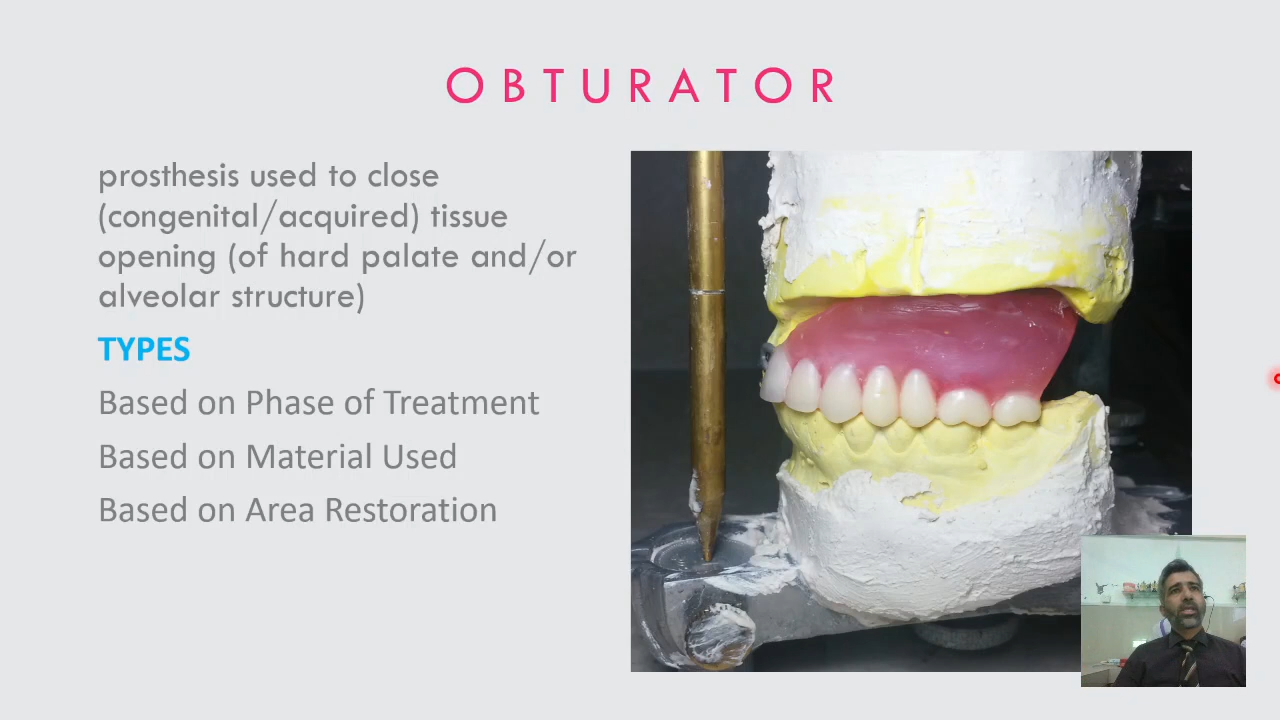 OBTURATOR
prosthesis used to close
(congenital/acquired) tissue
opening (of hard palate and/or
alveolar structure)
TYPES
Based on Phase of Treatment
Based on Material Used
Based on Area Restoration